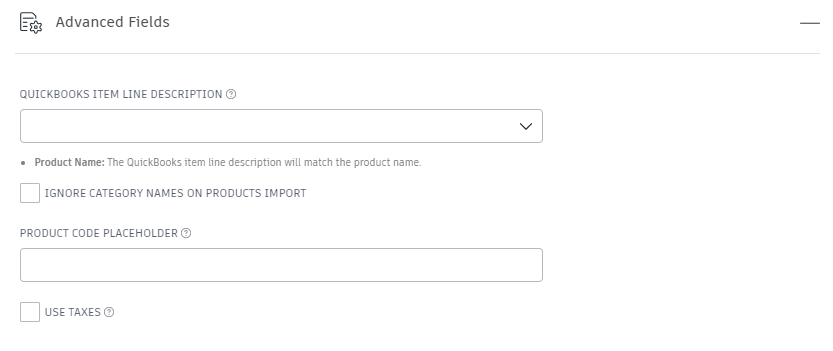 Advanced Fields
QUICKBOOKS ITEM LINE DESCRIPTION
Product Name: The QuickBooks item line description will match the product name.
IGNORE CATEGORY NAMES ON PRODUCTS IMPORT
PRODUCT CODE PLACEHOLDER
USE TAXES